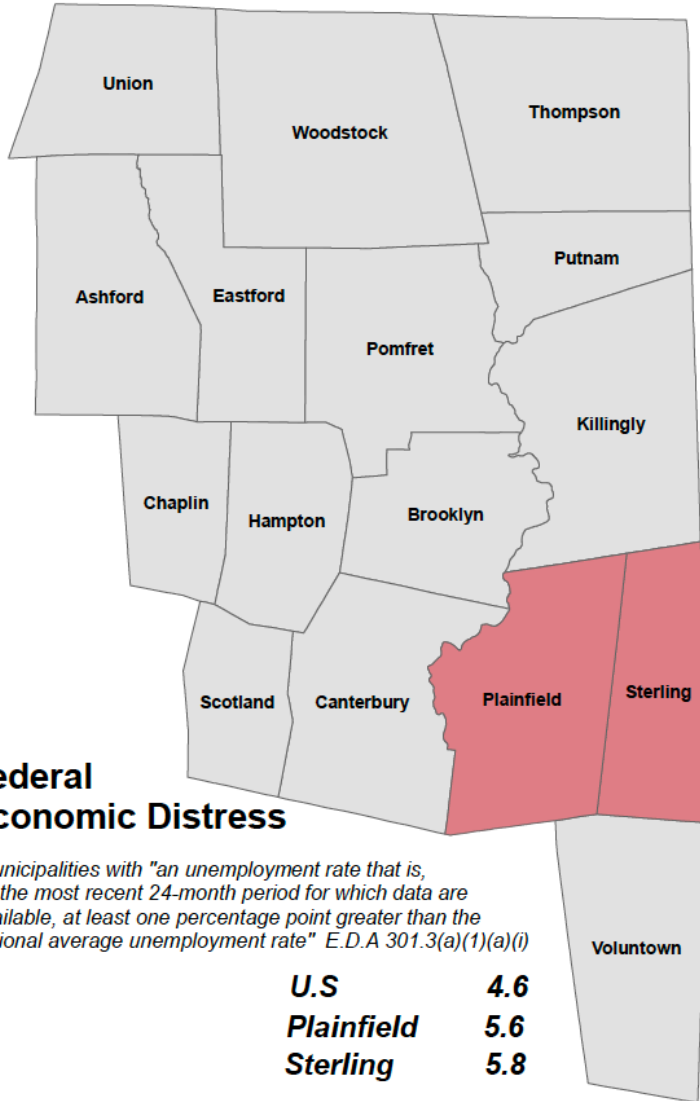 Union
Woodstock
Thompson
Putnam
Ashford
Eastford
Pomfret
Killingly
Chaplin
Hampton
Brooklyn
Scotland
Canterbury
Plainfield
Sterling
ederal
conomic Distress
unicipalities with "an unemployment rate that is,
the most recent 24-month period for which data are
ailable, at least one percentage point greater than the
tional average unemployment rate" E.D.A 301.3(a)(1)(a)(i)
Voluntown
U.S 4.6
Plainfield 5.6
Sterling 5.8